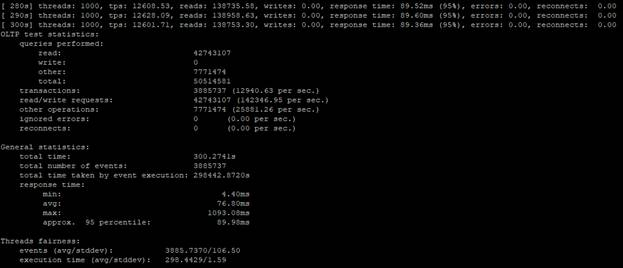 [ 280s] threads: 1000, tps: 12608.53, reads: 138735.58, writes: 0.00, response time: 89.52ms (95%), errors: 0.00, reconnects:  0.00
[ 290s] threads: 1000, tps: 12628.09, reads: 138958.63, writes: 0.00, response time: 89.60ms (95%), errors: 0.00, reconnects:  0.00
[ 300s] threads: 1000, tps: 12601.71, reads: 138753.30, writes: 0.00, response time: 89.36ms (95%), errors: 0.00, reconnects:  0.00
OLTP test statistics:
    queries performed:
        read:                            42743107
        write:                           0
        other:                           7771474
        total:                           50514581
    transactions:                        3885737 (12940.63 per sec.)
    read/write requests:                 42743107 (142346.95 per sec.)
    other operations:                    7771474 (25881.26 per sec.)
    ignored errors:                      0      (0.00 per sec.)
    reconnects:                          0      (0.00 per sec.)

General statistics:
    total time:                          300.2741s
    total number of events:              3885737
    total time taken by event execution: 298442.8720s
    response time:
         min:                                  4.40ms
         avg:                                 76.80ms
         max:                               1093.08ms
         approx.  95 percentile:              89.98ms

Threads fairness:
    events (avg/stddev):           3885.7370/106.50
    execution time (avg/stddev):   298.4429/1.59